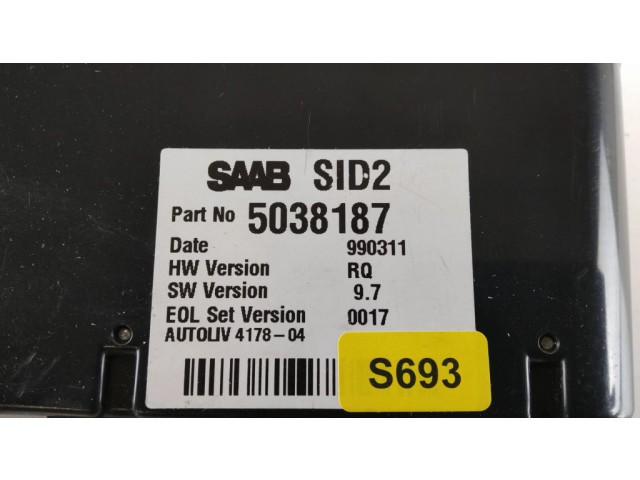 SAAB SID2
Part No 5038187
Date 990311
HW Version RQ
SW Version 9.7
EOL Set Version 0017
AUTOLIV 4178-04
S693